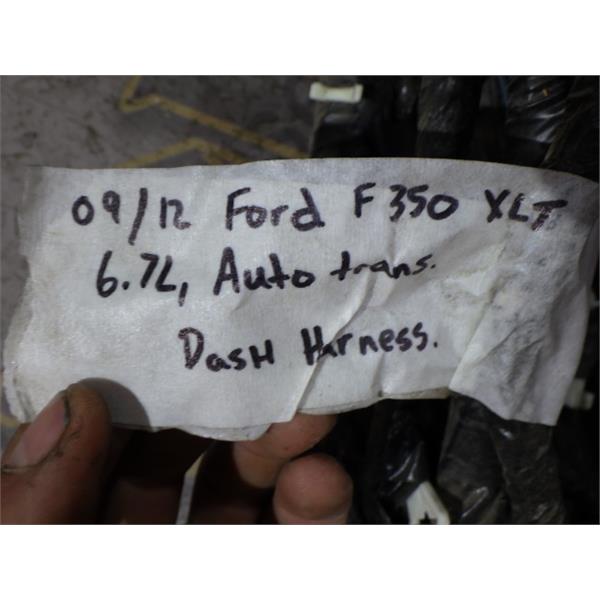 09/12 Ford F350 XLT
6.7L, Auto trans.
Dash Harness.